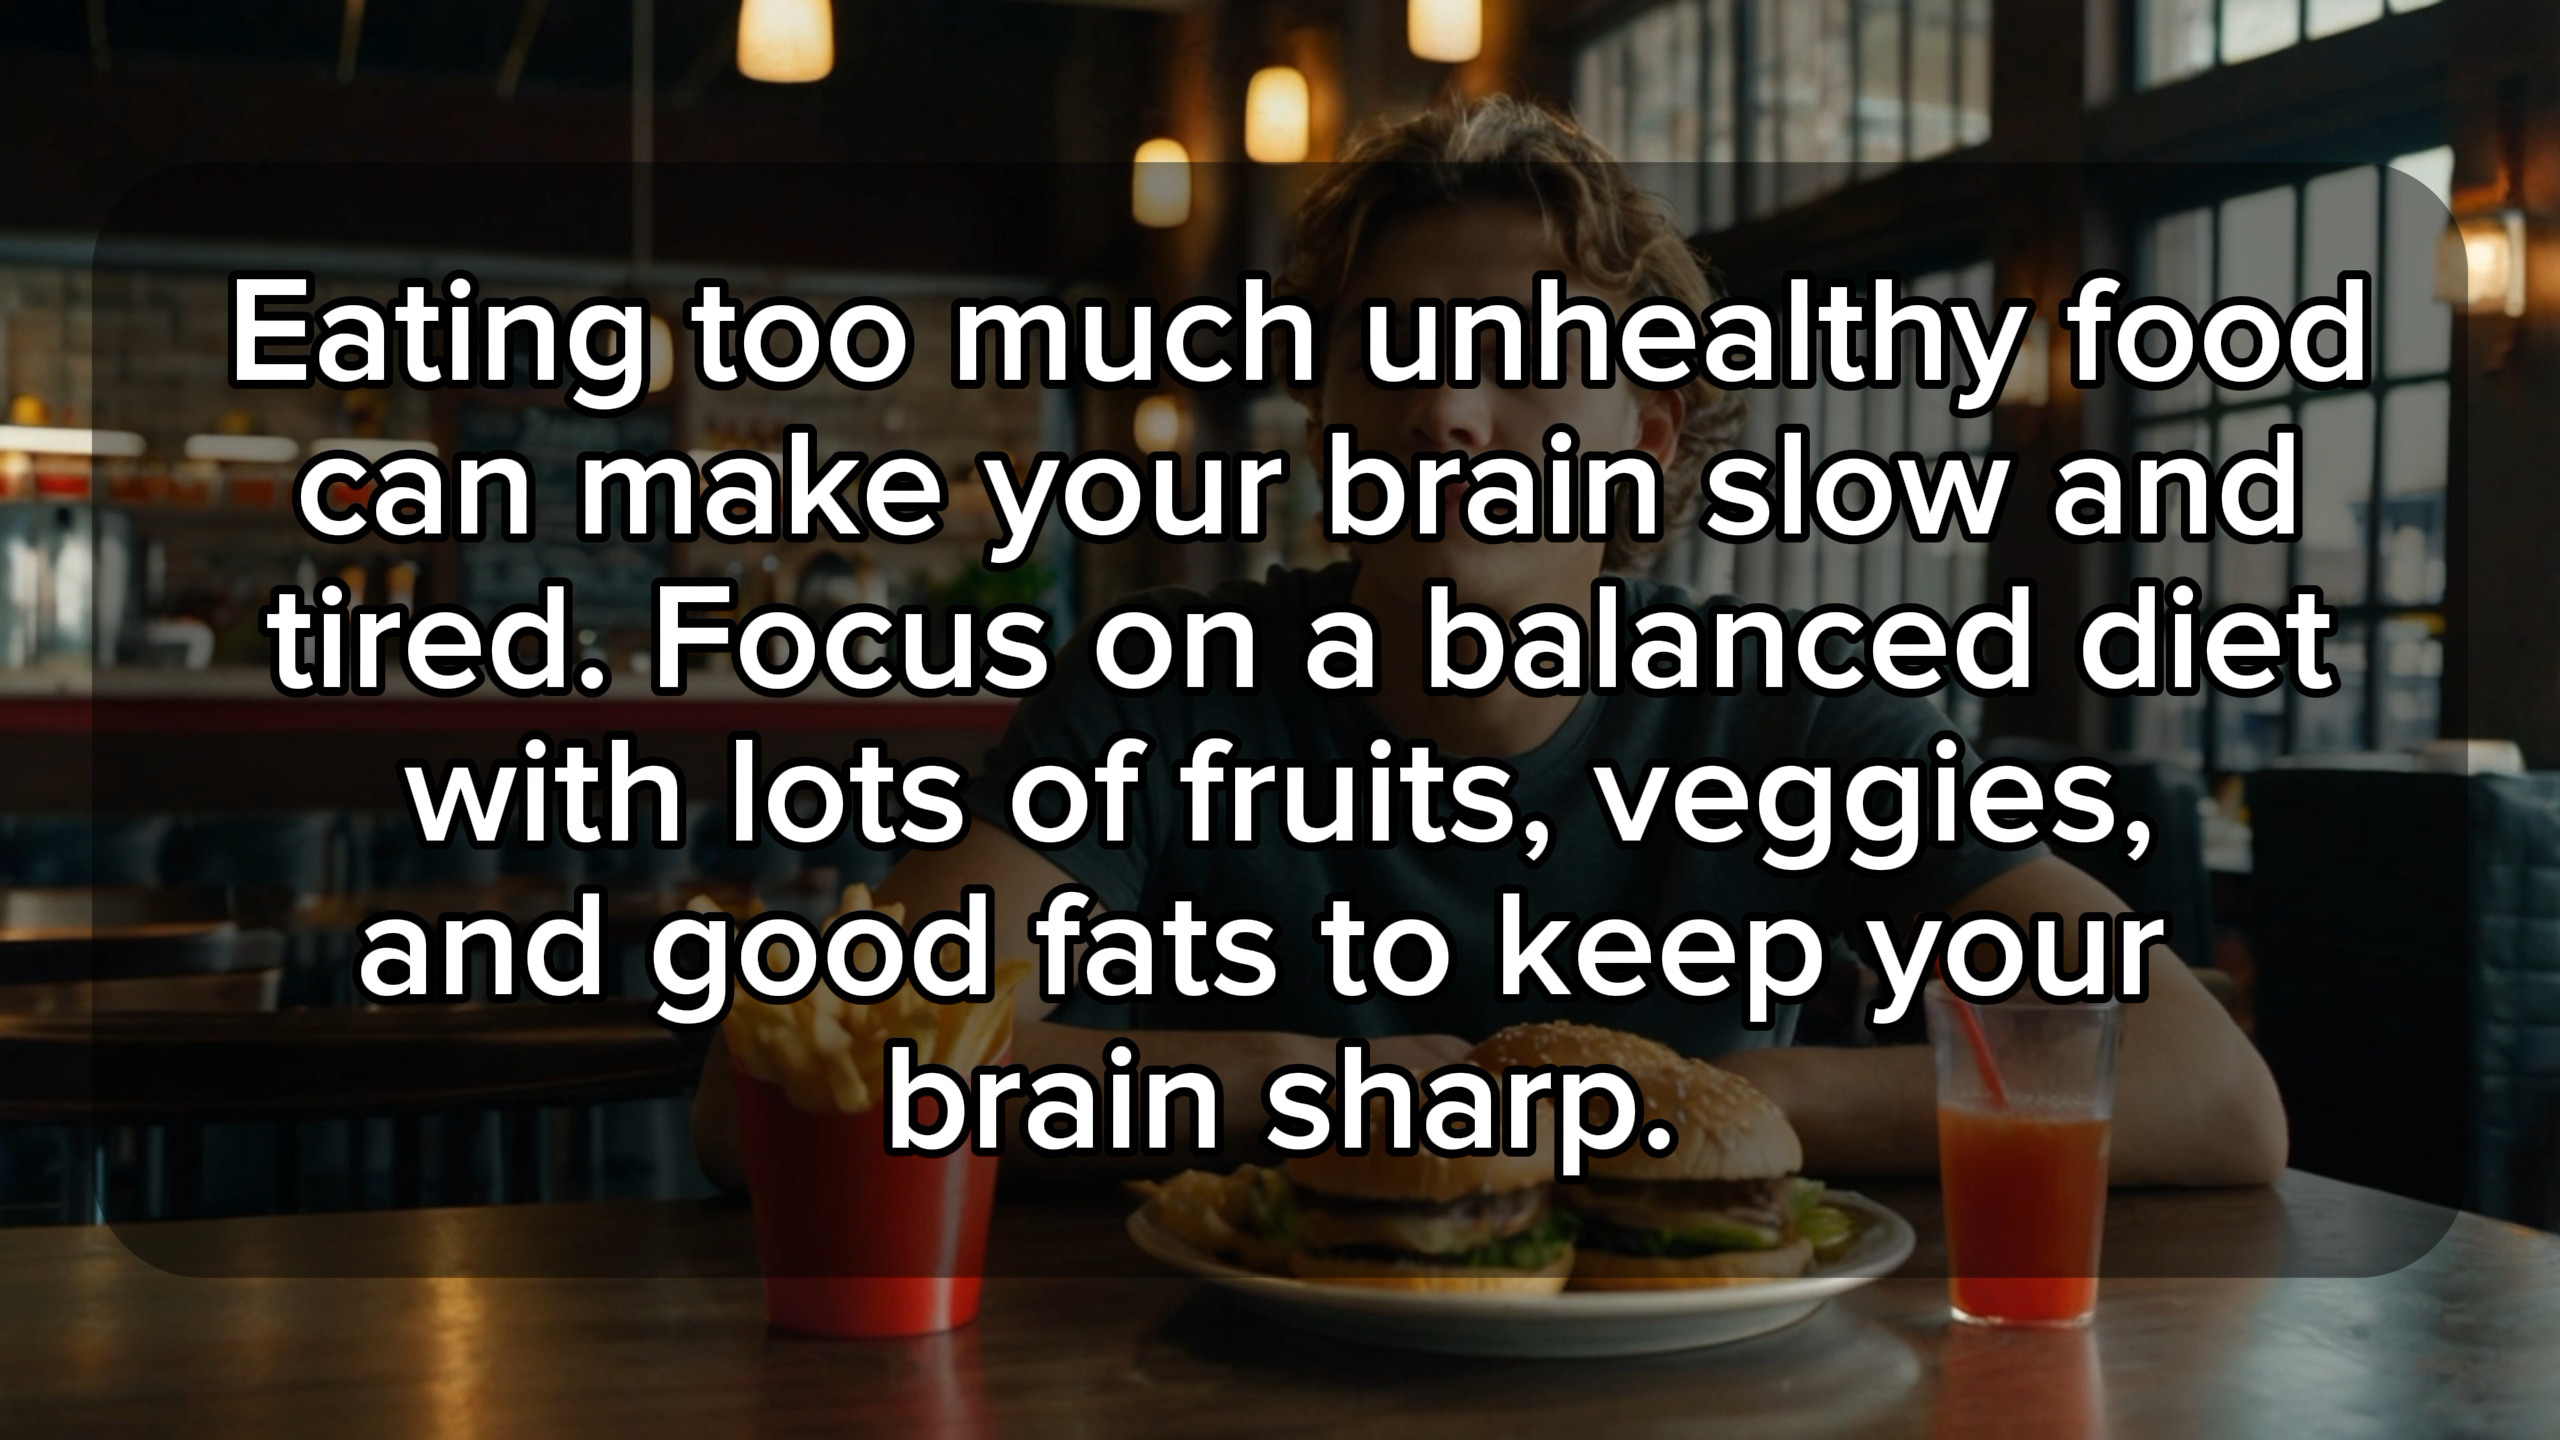 Eating too much unhealthy food
can make your brain slow and
tired. Focus on a balanced diet
with lots of fruits, veggies,
and good fats to keep your
brain sharp.